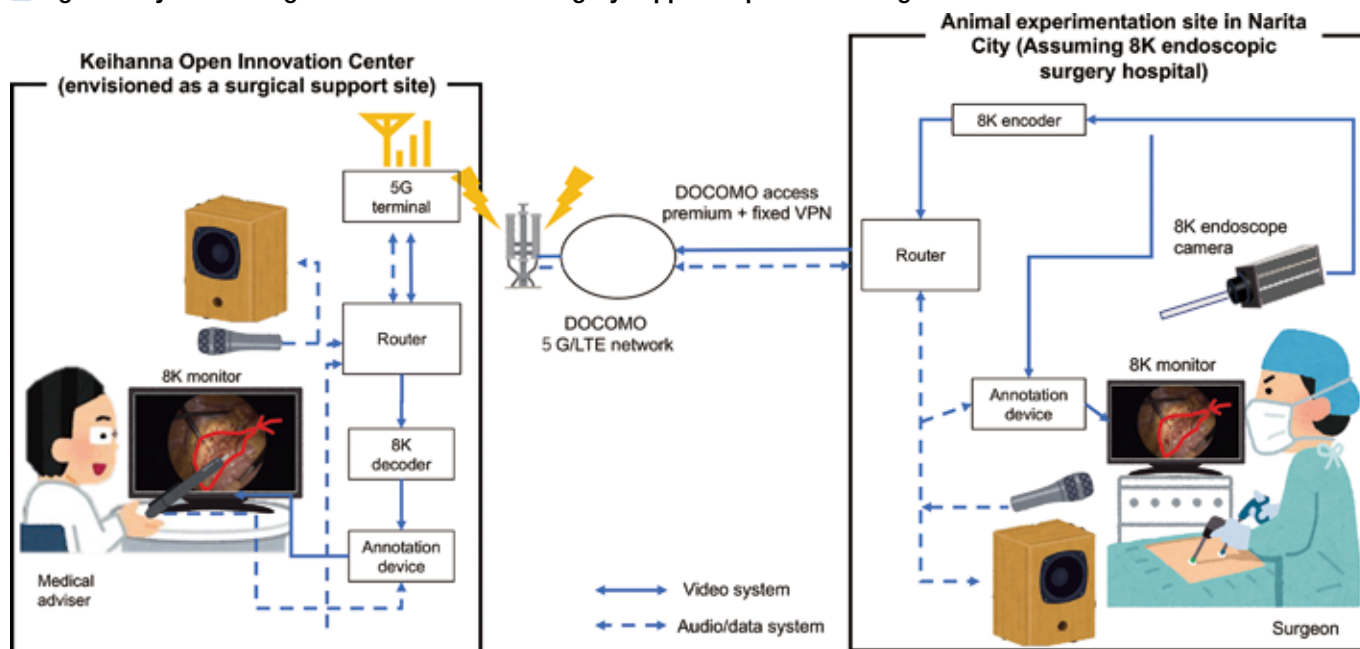 Keihanna Open Innovation Center
(envisioned as a surgical support site)
5G
terminal
Router
8K monitor
8K
decoder
Annotation
device
Medical
adviser
DOCOMO access
premium + fixed VPN
DOCOMO
5 G/LTE network
Video system
Audio/data system
Animal experimentation site in Narita
City (Assuming 8K endoscopic
surgery hospital)
8K encoder
Router
8K endoscope
camera
Annotation
device
8K monitor
Surgeon